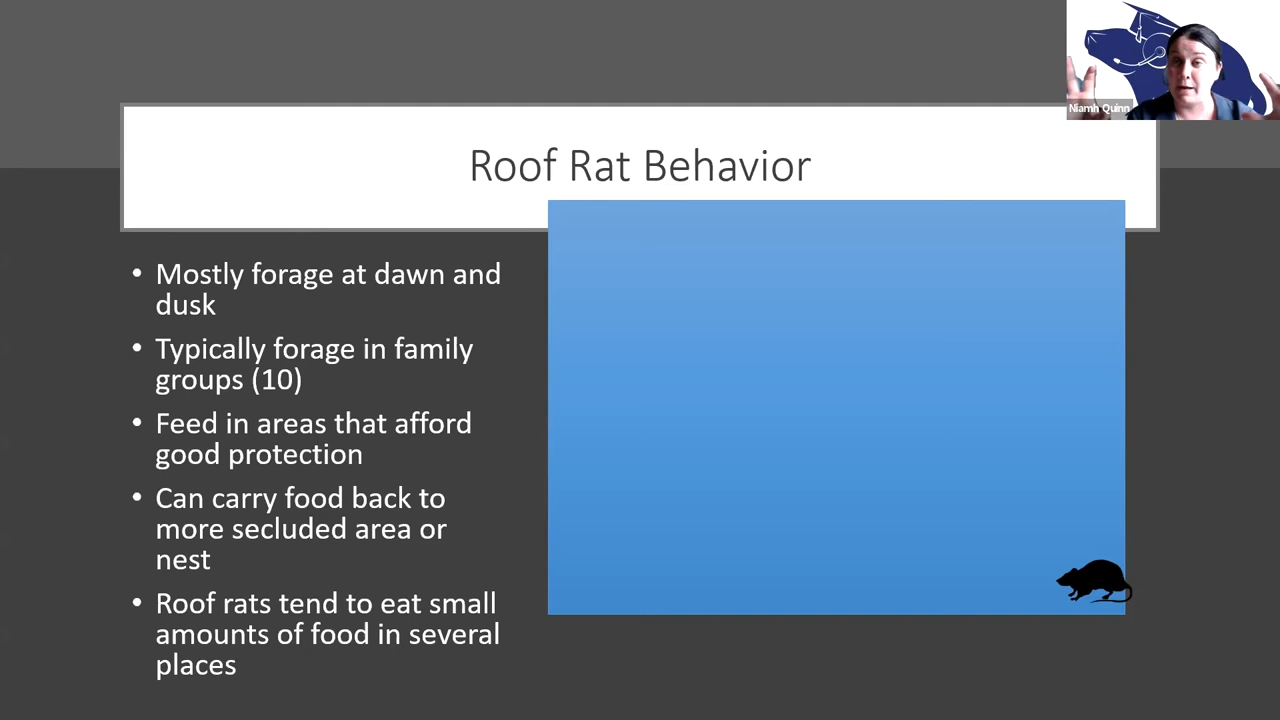 Niamh Quinn
Roof Rat Behavior
• Mostly forage at dawn and
dusk
• Typically forage in family
groups (10)
• Feed in areas that afford
good protection
• Can carry food back to
more secluded area or
nest
• Roof rats tend to eat small
amounts of food in several
places